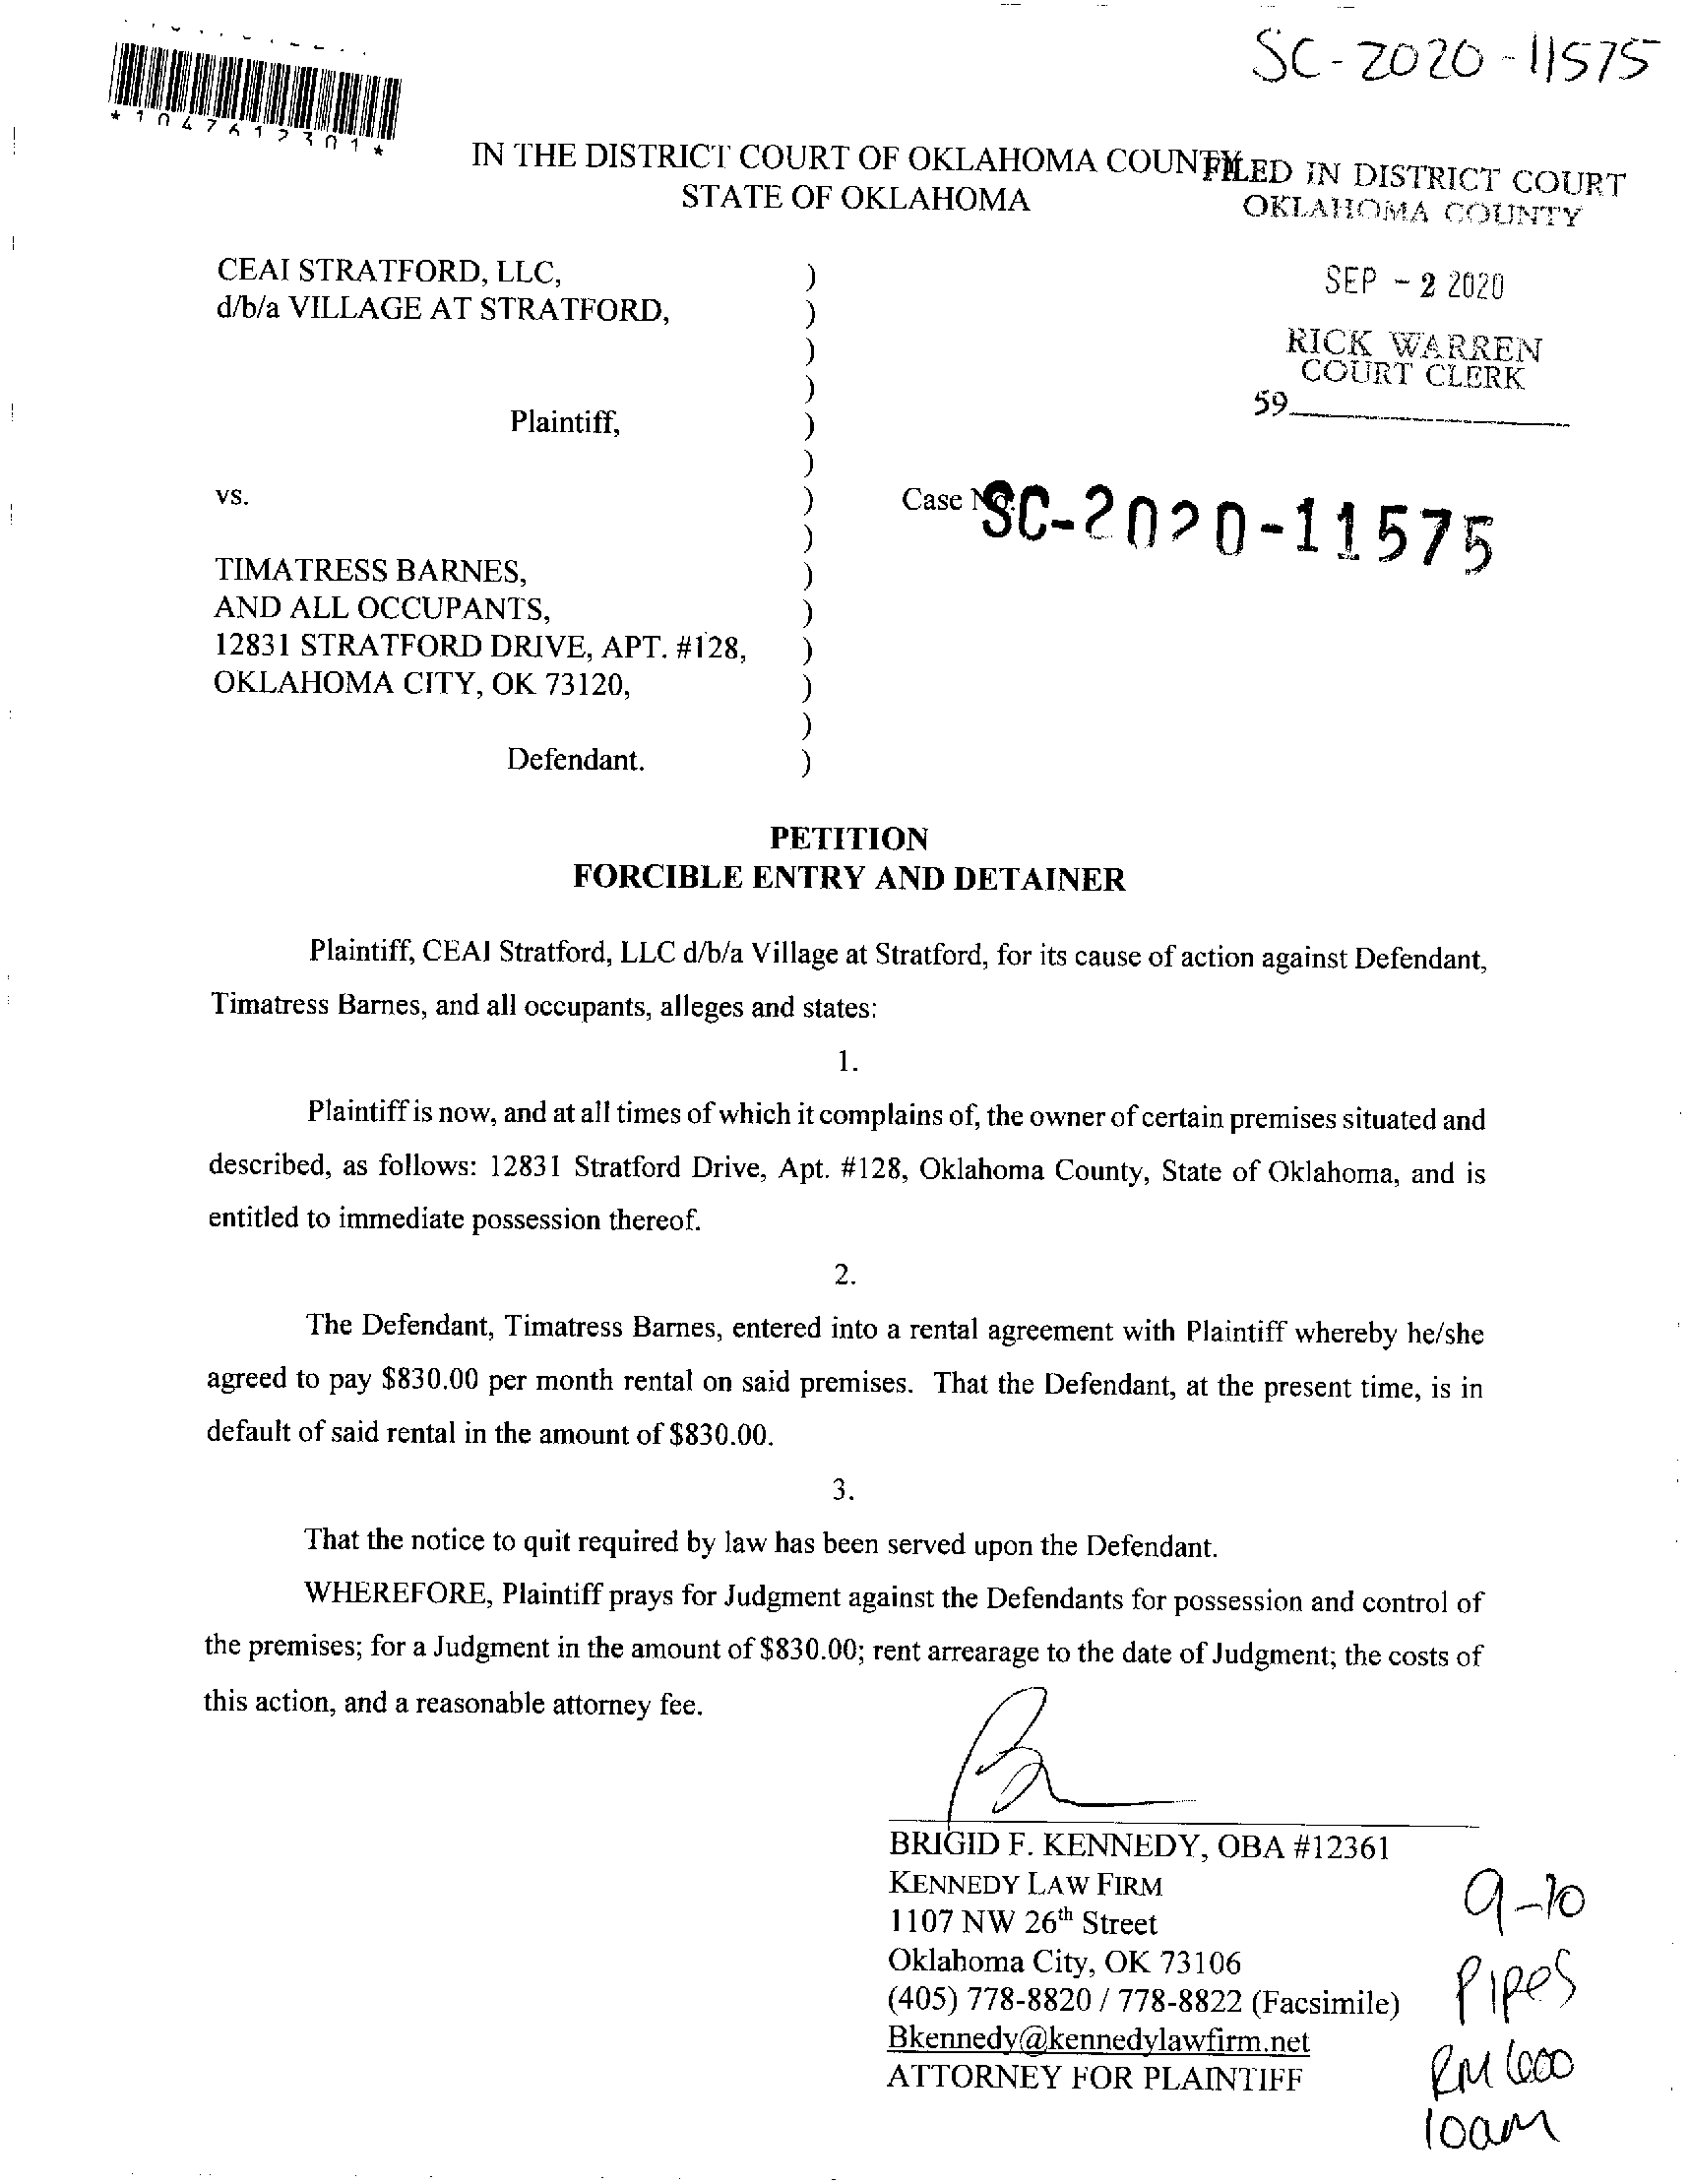 SC-2020-11575
*1047612301*
IN THE DISTRICT COURT OF OKLAHOMA COUNTY
STATE OF OKLAHOMA
FILED IN DISTRICT COURT
OKLAHOMA COUNTY
SEP - 2 2020
RICK WARREN
COURT CLERK
59
CEAI STRATFORD, LLC, )
d/b/a VILLAGE AT STRATFORD, )
)
)
Plaintiff, )
)
vs. ) Case No. SC-2020-11575
)
TIMATRESS BARNES, )
AND ALL OCCUPANTS, )
12831 STRATFORD DRIVE, APT. #128, )
OKLAHOMA CITY, OK 73120, )
)
Defendant. )
PETITION
FORCIBLE ENTRY AND DETAINER
Plaintiff, CEAI Stratford, LLC d/b/a Village at Stratford, for its cause of action against Defendant,
Timatress Barnes, and all occupants, alleges and states:
1.
Plaintiff is now, and at all times of which it complains of, the owner of certain premises situated and
described, as follows: 12831 Stratford Drive, Apt. #128, Oklahoma County, State of Oklahoma, and is
entitled to immediate possession thereof.
2.
The Defendant, Timatress Barnes, entered into a rental agreement with Plaintiff whereby he/she
agreed to pay $830.00 per month rental on said premises. That the Defendant, at the present time, is in
default of said rental in the amount of $830.00.
3.
That the notice to quit required by law has been served upon the Defendant.
WHEREFORE, Plaintiff prays for Judgment against the Defendants for possession and control of
the premises; for a Judgment in the amount of $830.00; rent arrearage to the date of Judgment; the costs of
this action, and a reasonable attorney fee.
BRIGID F. KENNEDY, OBA #12361
KENNEDY LAW FIRM
1107 NW 26th Street
Oklahoma City, OK 73106
(405) 778-8820 / 778-8822 (Facsimile)
Bkennedy@kennedylawfirm.net
ATTORNEY FOR PLAINTIFF
9-10
Pipes
RM 600
10am